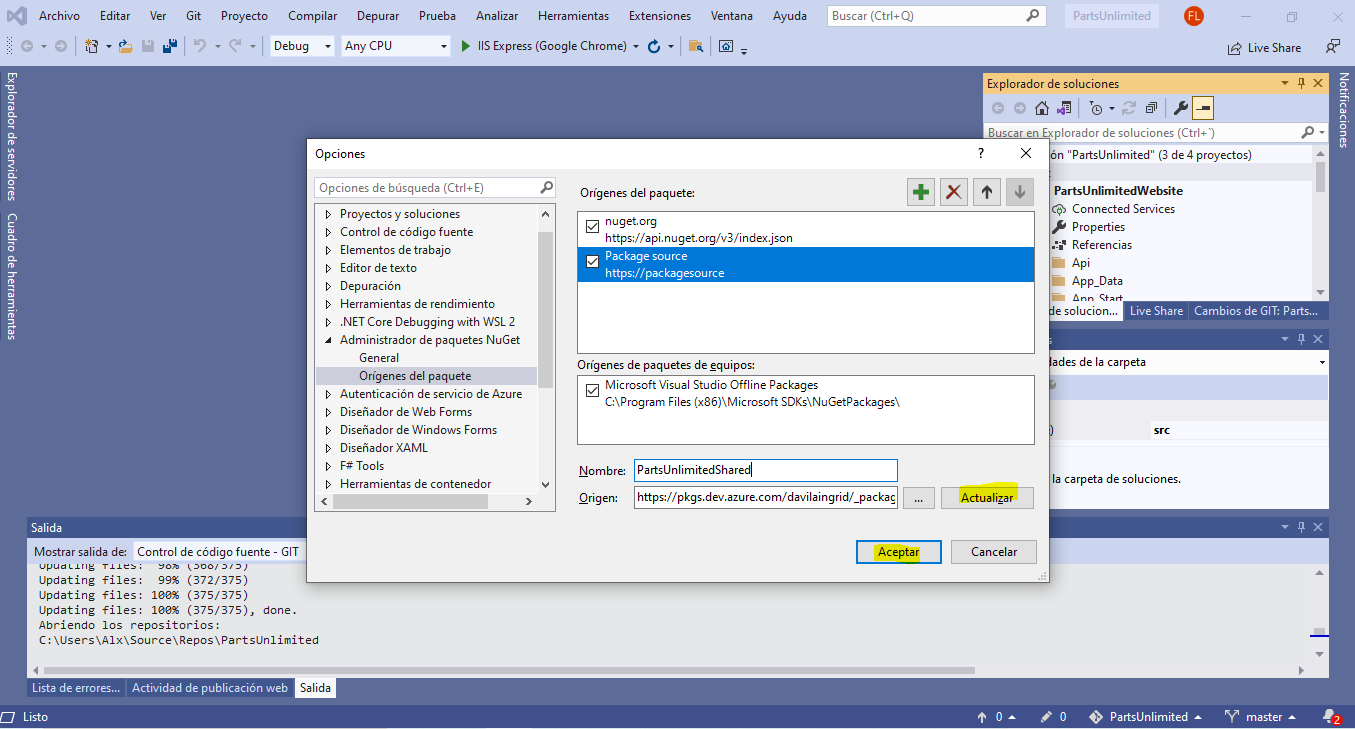 Archivo Editar Ver Git Proyecto Compilar Depurar Prueba Analizar Herramientas Extensiones Ventana Ayuda Buscar (Ctrl+Q) PartsUnlimited FL
Debug Any CPU IIS Express (Google Chrome) Live Share
Explorador de servidores
Cuadro de herramientas
Notificaciones
Explorador de soluciones
Buscar en Explorador de soluciones (Ctrl+`)
ón "PartsUnlimited" (3 de 4 proyectos)
PartsUnlimitedWebsite
Connected Services
Properties
Referencias
Api
App_Data
App_Start
de solucion... Live Share Cambios de GIT: Parts...
dades de la carpeta
src
la carpeta de soluciones.
Opciones ?
Opciones de búsqueda (Ctrl+E)
Proyectos y soluciones
Control de código fuente
Elementos de trabajo
Editor de texto
Depuración
Herramientas de rendimiento
.NET Core Debugging with WSL 2
Administrador de paquetes NuGet
General
Orígenes del paquete
Autenticación de servicio de Azure
Diseñador de Web Forms
Diseñador de Windows Forms
Diseñador XAML
F# Tools
Herramientas de contenedor
Orígenes del paquete:
nuget.org
https://api.nuget.org/v3/index.json
Package source
https://packagesource
Orígenes de paquetes de equipos:
Microsoft Visual Studio Offline Packages
C:\Program Files (x86)\Microsoft SDKs\NuGetPackages\
Nombre: PartsUnlimitedShared
Origen: https://pkgs.dev.azure.com/davilaingrid/_packag ... Actualizar
Aceptar Cancelar
Salida
Mostrar salida de: Control de código fuente - GIT
Updating files: 98% (368/375)
Updating files: 99% (372/375)
Updating files: 100% (375/375)
Updating files: 100% (375/375), done.
Abriendo los repositorios:
C:\Users\Alx\Source\Repos\PartsUnlimited
Lista de errores... Actividad de publicación web Salida
Listo 0 0 PartsUnlimited master 2